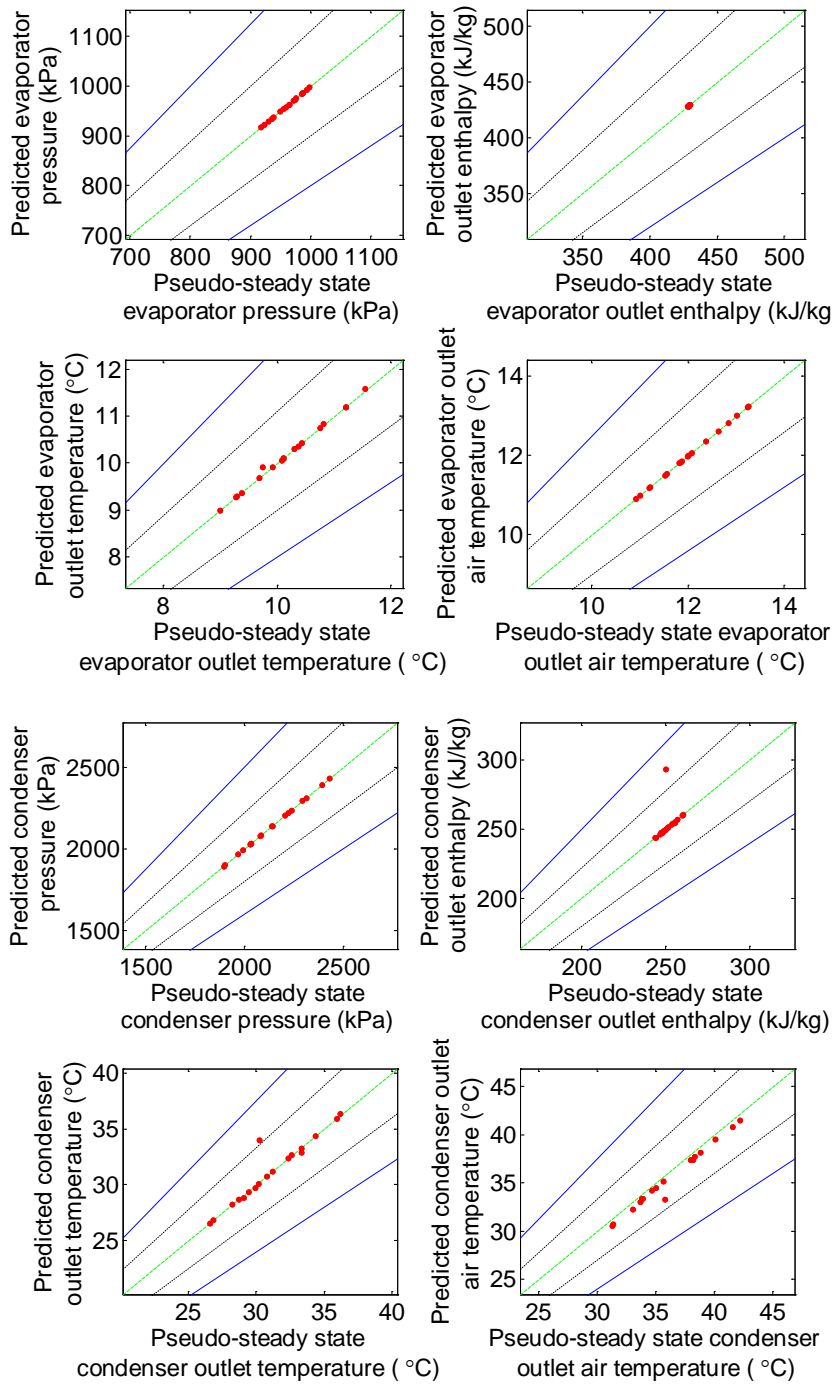 Predicted evaporator
pressure (kPa)
1100
1000
900
800
700
700 800 900 1000 1100
Pseudo-steady state
evaporator pressure (kPa)
Predicted evaporator
outlet enthalpy (kJ/kg)
500
450
400
350
350 400 450 500
Pseudo-steady state
evaporator outlet enthalpy (kJ/kg
Predicted evaporator
outlet temperature (°C)
12
11
10
9
8
8 10 12
Pseudo-steady state
evaporator outlet temperature ( °C)
Predicted evaporator outlet
air temperature (°C)
14
12
10
10 12 14
Pseudo-steady state evaporator
outlet air temperature ( °C)
Predicted condenser
pressure (kPa)
2500
2000
1500
1500 2000 2500
Pseudo-steady state
condenser pressure (kPa)
Predicted condenser
outlet enthalpy (kJ/kg)
300
250
200
200 250 300
Pseudo-steady state
condenser outlet enthalpy (kJ/kg)
Predicted condenser
outlet temperature (°C)
40
35
30
25
25 30 35 40
Pseudo-steady state
condenser outlet temperature ( °C)
Predicted condenser outlet
air temperature (°C)
45
40
35
30
25
25 30 35 40 45
Pseudo-steady state condenser
outlet air temperature ( °C)